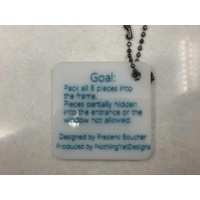 Goal:
Pack all 6 pieces into
the frame.
Pieces partially hidden
into the entrance or the
window not allowed.
Designed by Frederic Boucher
Produced by NothingYetDesigns